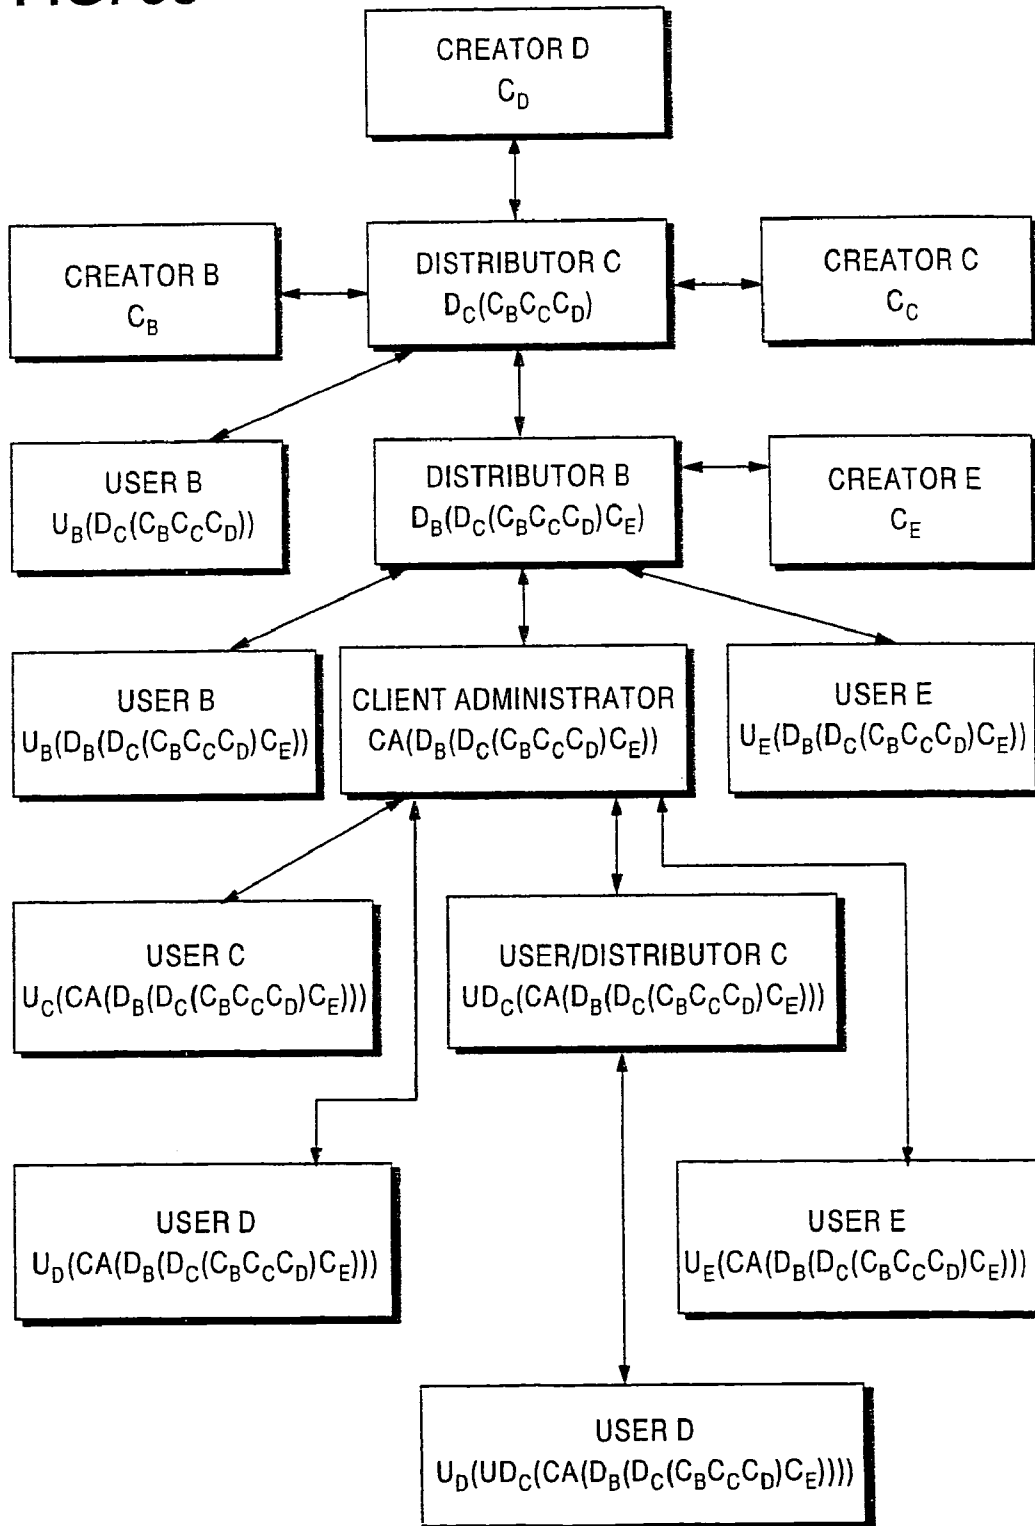 CREATOR D
C_D
CREATOR B
C_B
DISTRIBUTOR C
D_C(C_BC_CC_D)
CREATOR C
C_C
USER B
U_B(D_C(C_BC_CC_D))
DISTRIBUTOR B
D_B(D_C(C_BC_CC_D)C_E)
CREATOR E
C_E
USER B
U_B(D_B(D_C(C_BC_CC_D)C_E))
CLIENT ADMINISTRATOR
CA(D_B(D_C(C_BC_CC_D)C_E))
USER E
U_E(D_B(D_C(C_BC_CC_D)C_E))
USER C
U_C(CA(D_B(D_C(C_BC_CC_D)C_E)))
USER/DISTRIBUTOR C
UD_C(CA(D_B(D_C(C_BC_CC_D)C_E)))
USER D
U_D(CA(D_B(D_C(C_BC_CC_D)C_E)))
USER E
U_E(CA(D_B(D_C(C_BC_CC_D)C_E)))
USER D
U_D(UD_C(CA(D_B(D_C(C_BC_CC_D)C_E))))